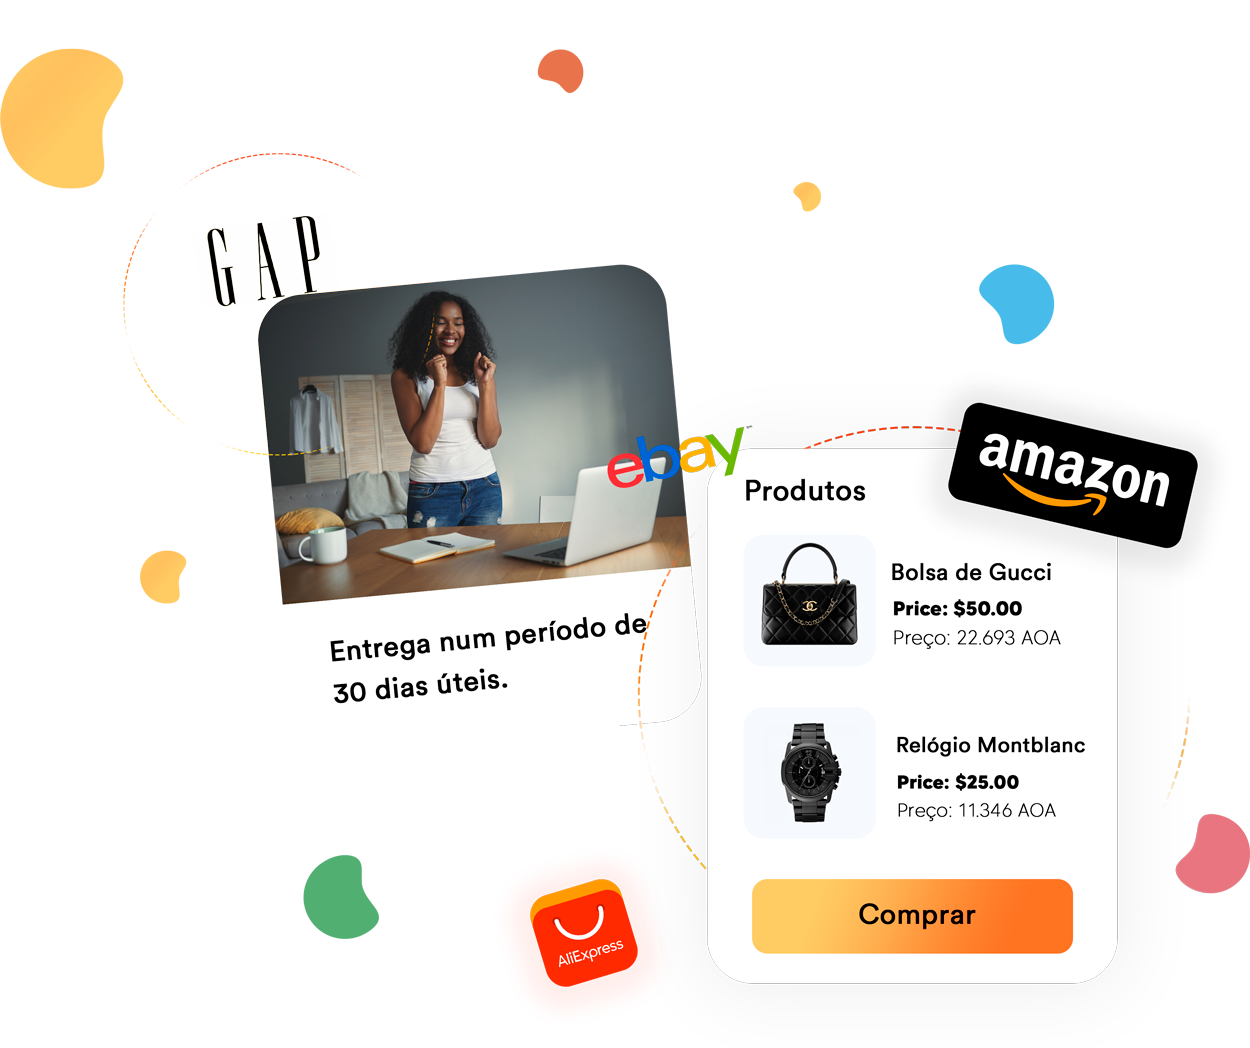 GAP
ebay™
amazon
Produtos
Bolsa de Gucci
Price: $50.00
Preço: 22.693 AOA
Entrega num período de
30 dias úteis.
Relógio Montblanc
Price: $25.00
Preço: 11.346 AOA
Comprar
AliExpress